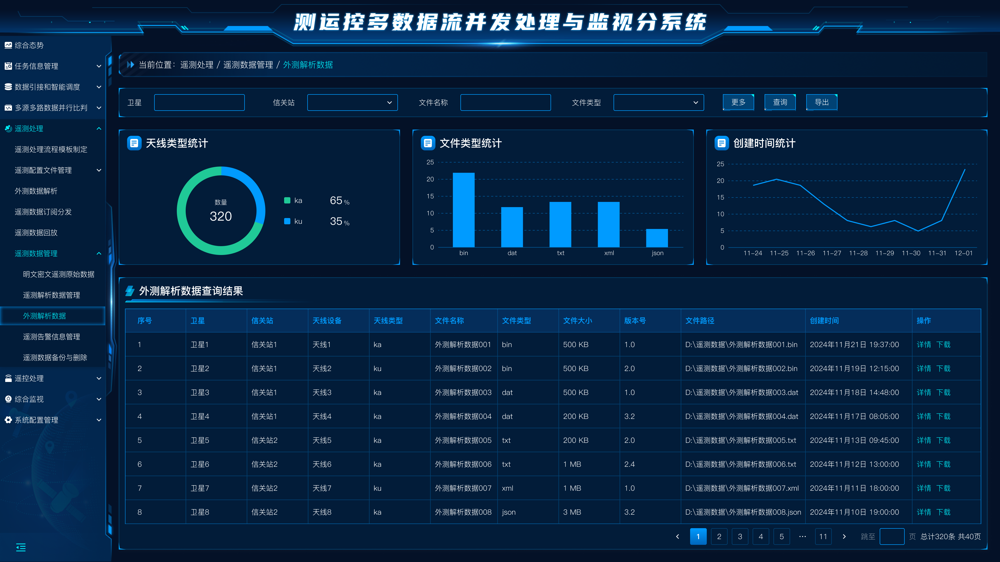 测运控多数据流并发处理与监视分系统
综合态势
任务信息管理
数据引接和智能调度
多源多路数据并行比判
遥测处理
遥测处理流程模板制定
遥测配置文件管理
外测数据解析
遥测数据订阅分发
遥测数据回放
遥测数据管理
明文密文遥测原始数据
遥测解析数据管理
外测解析数据
遥测告警信息管理
遥测数据备份与删除
遥控处理
综合监视
系统配置管理
当前位置：遥测处理 / 遥测数据管理 / 外测解析数据
卫星 信关站 文件名称 文件类型 更多 查询 导出
天线类型统计
数量
320
ka 65 %
ku 35 %
文件类型统计
25
20
15
10
5
0
bin dat txt xml json
创建时间统计
25
20
15
10
5
0
11-24 11-25 11-26 11-27 11-28 11-29 11-30 11-31 12-01
外测解析数据查询结果
序号 卫星 信关站 天线设备 天线类型 文件名称 文件类型 文件大小 版本号 文件路径 创建时间 操作
1 卫星1 信关站1 天线1 ka 外测解析数据001 bin 500 KB 1.0 D:\遥测数据\外测解析数据001.bin 2024年11月21日 19:37:00 详情 下载
2 卫星2 信关站1 天线2 ku 外测解析数据002 bin 500 KB 2.0 D:\遥测数据\外测解析数据002.bin 2024年11月19日 12:15:00 详情 下载
3 卫星3 信关站1 天线3 ka 外测解析数据003 dat 500 KB 1.0 D:\遥测数据\外测解析数据003.dat 2024年11月18日 14:48:00 详情 下载
4 卫星4 信关站1 天线4 ka 外测解析数据004 dat 200 KB 3.2 D:\遥测数据\外测解析数据004.dat 2024年11月17日 08:05:00 详情 下载
5 卫星5 信关站2 天线5 ka 外测解析数据005 txt 200 KB 2.0 D:\遥测数据\外测解析数据005.txt 2024年11月13日 09:45:00 详情 下载
6 卫星6 信关站2 天线6 ka 外测解析数据006 txt 1 MB 2.4 D:\遥测数据\外测解析数据006.txt 2024年11月12日 13:00:00 详情 下载
7 卫星7 信关站2 天线7 ku 外测解析数据007 xml 1 MB 1.0 D:\遥测数据\外测解析数据007.xml 2024年11月11日 18:00:00 详情 下载
8 卫星8 信关站2 天线8 ka 外测解析数据008 json 3 MB 3.2 D:\遥测数据\外测解析数据008.json 2024年11月10日 19:00:00 详情 下载
1 2 3 4 5 ··· 11 跳至 页 总计320条 共40页